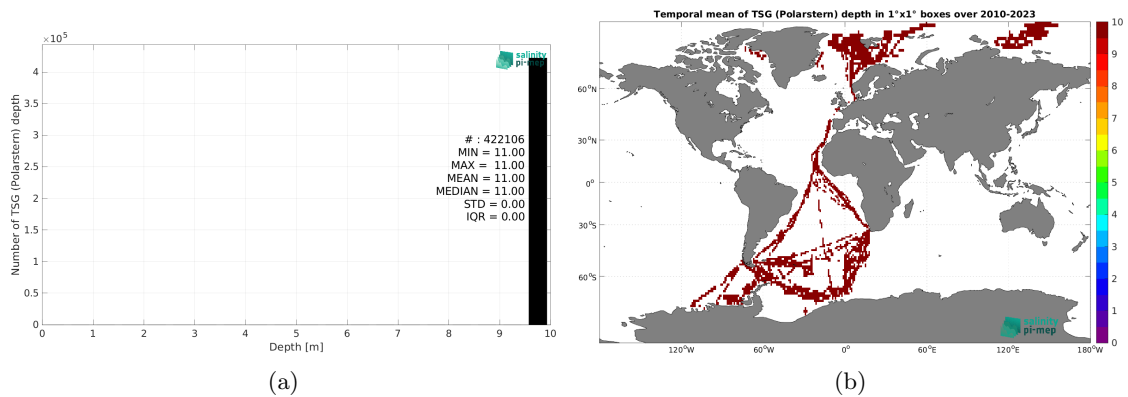 ×10⁵
salinity
pi-mep
4
3.5
3
2.5
2
1.5
1
0.5
0
Number of TSG (Polarstern) depth
# : 422106
MIN = 11.00
MAX = 11.00
MEAN = 11.00
MEDIAN = 11.00
STD = 0.00
IQR = 0.00
0 1 2 3 4 5 6 7 8 9 10
Depth [m]
(a)
Temporal mean of TSG (Polarstern) depth in 1°x1° boxes over 2010-2023
60°N
30°N
0°
30°S
60°S
120°W 60°W 0° 60°E 120°E 180°W
salinity
pi-mep
10
9
8
7
6
5
4
3
2
1
0
(b)